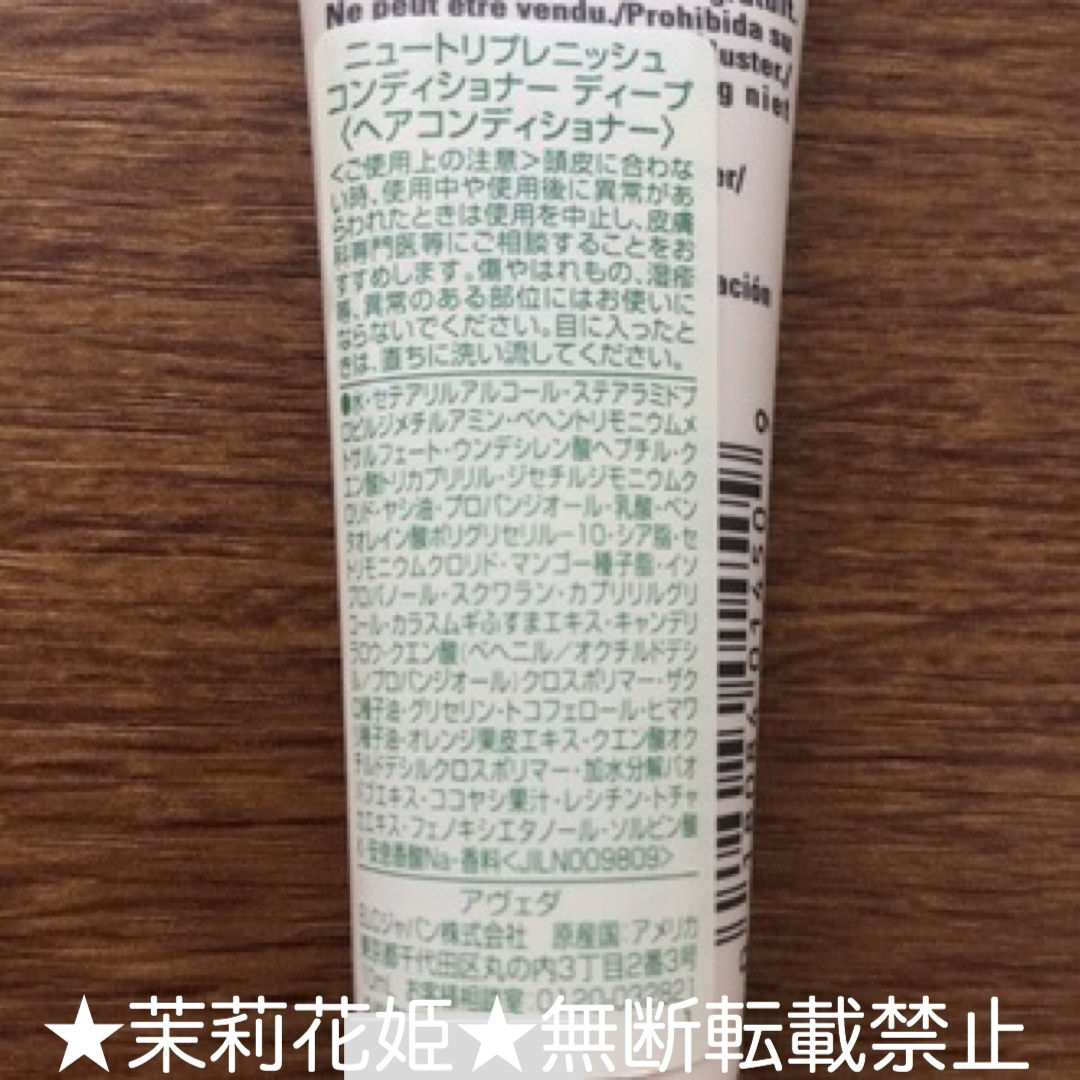 Ne peut être vendu./Prohibida su
ニュートリプレニッシュ
コンディショナー ディープ
〈ヘアコンディショナー〉
<ご使用上の注意>頭皮に合わな
い時、使用中や使用後に異常があ
らわれたときは使用を中止し、皮膚
科専門医等にご相談することをお
すすめします。傷やはれもの、湿疹
等、異常のある部位にはお使いに
ならないでください。目に入ったと
きは、直ちに洗い流してください。
●水・セテアリルアルコール・ステアラミドプ
ロピルジメチルアミン・ベヘントリモニウムメ
トサルフェート・ウンデシレン酸ヘプチル・ク
エン酸トリカプリリル・ジセチルジモニウムク
ロリド・ヤシ油・プロパンジオール・乳酸・ペン
タオレイン酸ポリグリセリル-10・シア脂・セ
トリモニウムクロリド・マンゴー種子脂・イソ
プロパノール・スクワラン・カプリリルグリ
コール・カラスムギふすまエキス・キャンデリ
ラロウ・クエン酸(ベヘニル/オクチルドデシ
ル/プロパンジオール)クロスポリマー・ザク
ロ種子油・グリセリン・トコフェロール・ヒマワ
リ種子油・オレンジ果皮エキス・クエン酸オク
チルドデシルクロスポリマー・加水分解バオ
バブエキス・ココヤシ果汁・レシチン・トチャ
カエキス・フェノキシエタノール・ソルビン酸
K・安息香酸Na・香料<JILN009809>
アヴェダ
ELCジャパン株式会社 原産国:アメリカ
東京都千代田区丸の内3丁目2番3号
お客様相談室:0120
luster./
g niet
er/
ación
★茉莉花姫★無断転載禁止